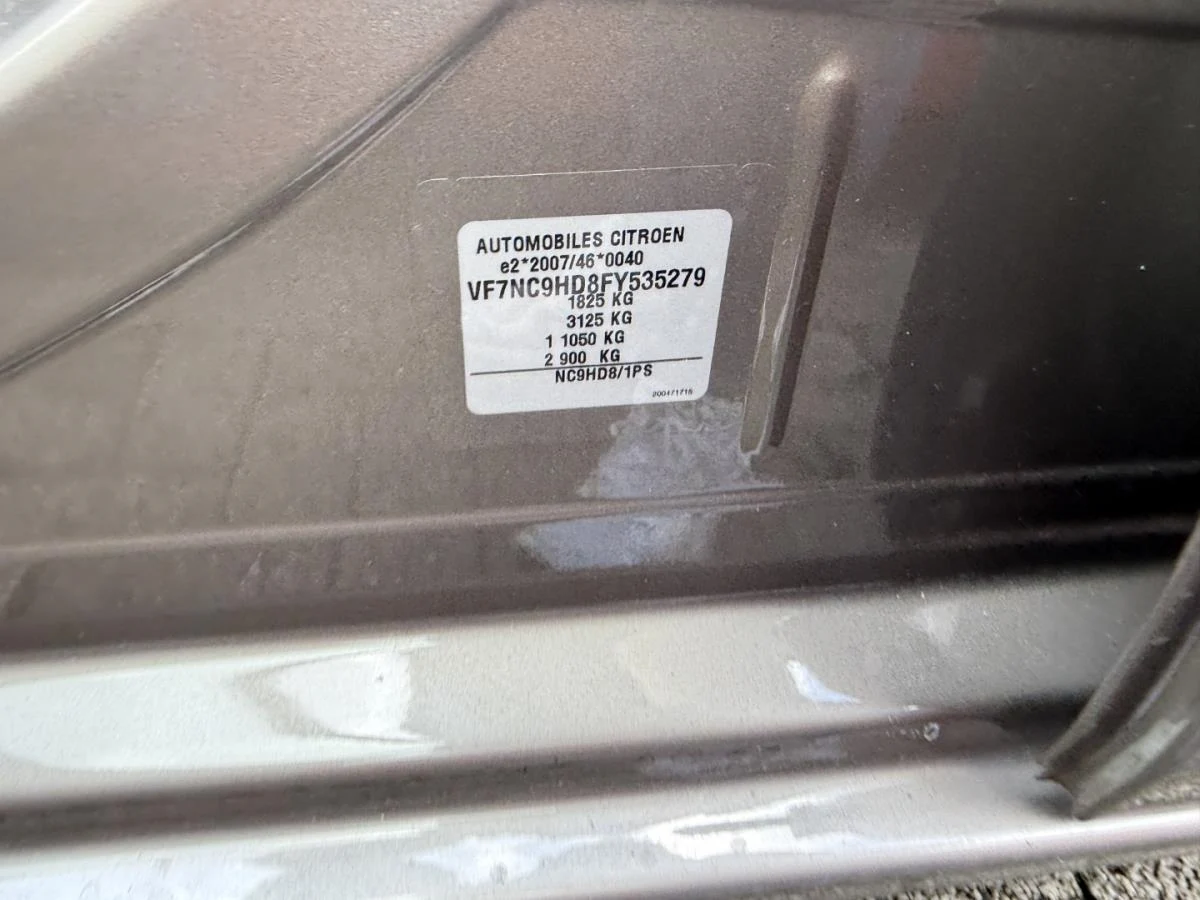 AUTOMOBILES CITROEN
e2*2007/46*0040
VF7NC9HD8FY535279
1825 KG
3125 KG
1 1050 KG
2 900 KG
NC9HD8/1PS
200471716